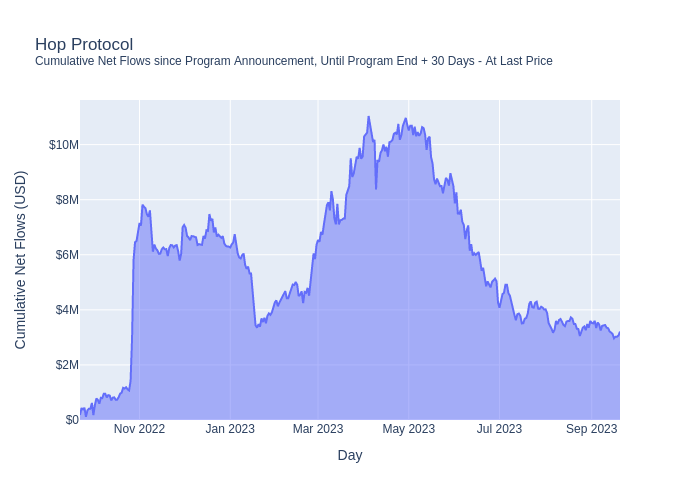 Hop Protocol
Cumulative Net Flows since Program Announcement, Until Program End + 30 Days - At Last Price
Cumulative Net Flows (USD)
$10M
$8M
$6M
$4M
$2M
$0
Nov 2022 Jan 2023 Mar 2023 May 2023 Jul 2023 Sep 2023
Day